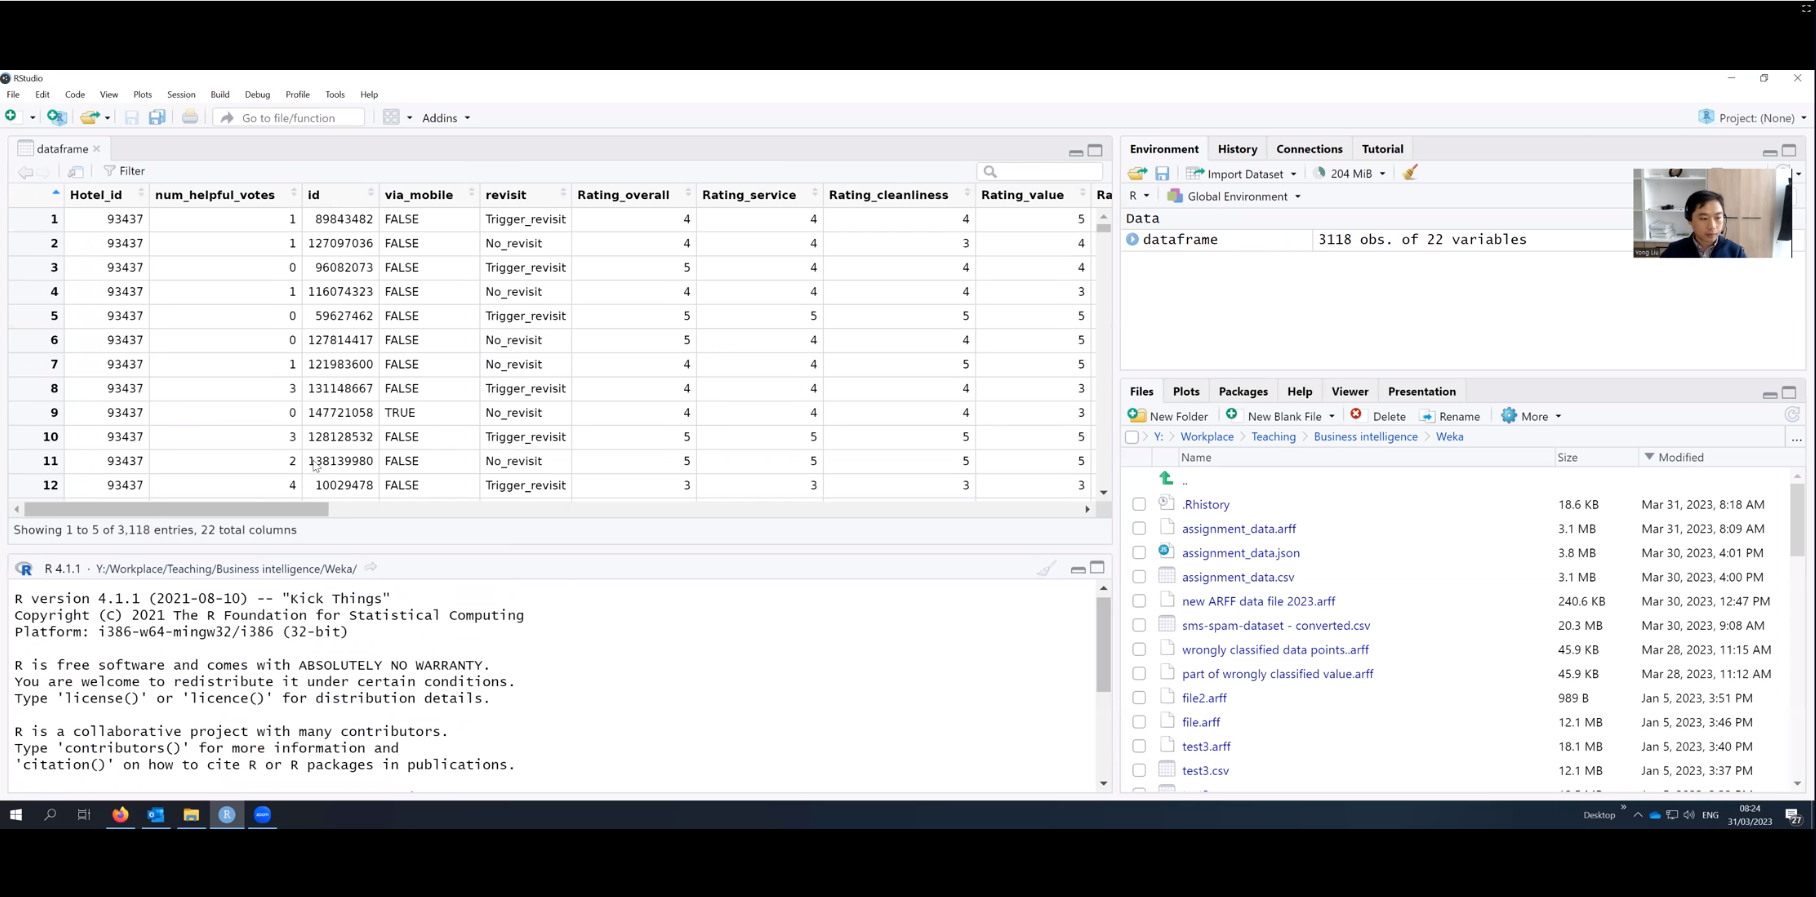 RStudio
File Edit Code View Plots Session Build Debug Profile Tools Help
Go to file/function Addins Project: (None)
dataframe
Filter
Hotel_id num_helpful_votes id via_mobile revisit Rating_overall Rating_service Rating_cleanliness Rating_value Ra
1 93437 1 89843482 FALSE Trigger_revisit 4 4 4 5
2 93437 1 127097036 FALSE No_revisit 4 4 3 4
3 93437 0 96082073 FALSE Trigger_revisit 5 4 4 4
4 93437 1 116074323 FALSE No_revisit 4 4 4 3
5 93437 0 59627462 FALSE Trigger_revisit 5 5 5 5
6 93437 0 127814417 FALSE No_revisit 5 4 4 5
7 93437 1 121983600 FALSE No_revisit 4 4 5 5
8 93437 3 131148667 FALSE Trigger_revisit 4 4 4 3
9 93437 0 147721058 TRUE No_revisit 4 4 4 3
10 93437 3 128128532 FALSE Trigger_revisit 5 5 5 5
11 93437 2 138139980 FALSE No_revisit 5 5 5 5
12 93437 4 10029478 FALSE Trigger_revisit 3 3 3 3
Showing 1 to 5 of 3,118 entries, 22 total columns
R 4.1.1 · Y:/Workplace/Teaching/Business intelligence/Weka/
R version 4.1.1 (2021-08-10) -- "Kick Things"
Copyright (C) 2021 The R Foundation for Statistical Computing
Platform: i386-w64-mingw32/i386 (32-bit)
R is free software and comes with ABSOLUTELY NO WARRANTY.
You are welcome to redistribute it under certain conditions.
Type 'license()' or 'licence()' for distribution details.
R is a collaborative project with many contributors.
Type 'contributors()' for more information and
'citation()' on how to cite R or R packages in publications.
Environment History Connections Tutorial
Import Dataset 204 MiB
R Global Environment
Data
dataframe 3118 obs. of 22 variables
Yong Liu
Files Plots Packages Help Viewer Presentation
New Folder New Blank File Delete Rename More
Y: Workplace Teaching Business intelligence Weka ...
Name Size Modified
..
.Rhistory 18.6 KB Mar 31, 2023, 8:18 AM
assignment_data.arff 3.1 MB Mar 31, 2023, 8:09 AM
assignment_data.json 3.8 MB Mar 30, 2023, 4:01 PM
assignment_data.csv 3.1 MB Mar 30, 2023, 4:00 PM
new ARFF data file 2023.arff 240.6 KB Mar 30, 2023, 12:47 PM
sms-spam-dataset - converted.csv 20.3 MB Mar 30, 2023, 9:08 AM
wrongly classified data points..arff 45.9 KB Mar 28, 2023, 11:15 AM
part of wrongly classified value.arff 45.9 KB Mar 28, 2023, 11:12 AM
file2.arff 989 B Jan 5, 2023, 3:51 PM
file.arff 12.1 MB Jan 5, 2023, 3:46 PM
test3.arff 18.1 MB Jan 5, 2023, 3:40 PM
test3.csv 12.1 MB Jan 5, 2023, 3:37 PM
Desktop ENG 08:24
31/03/2023
27